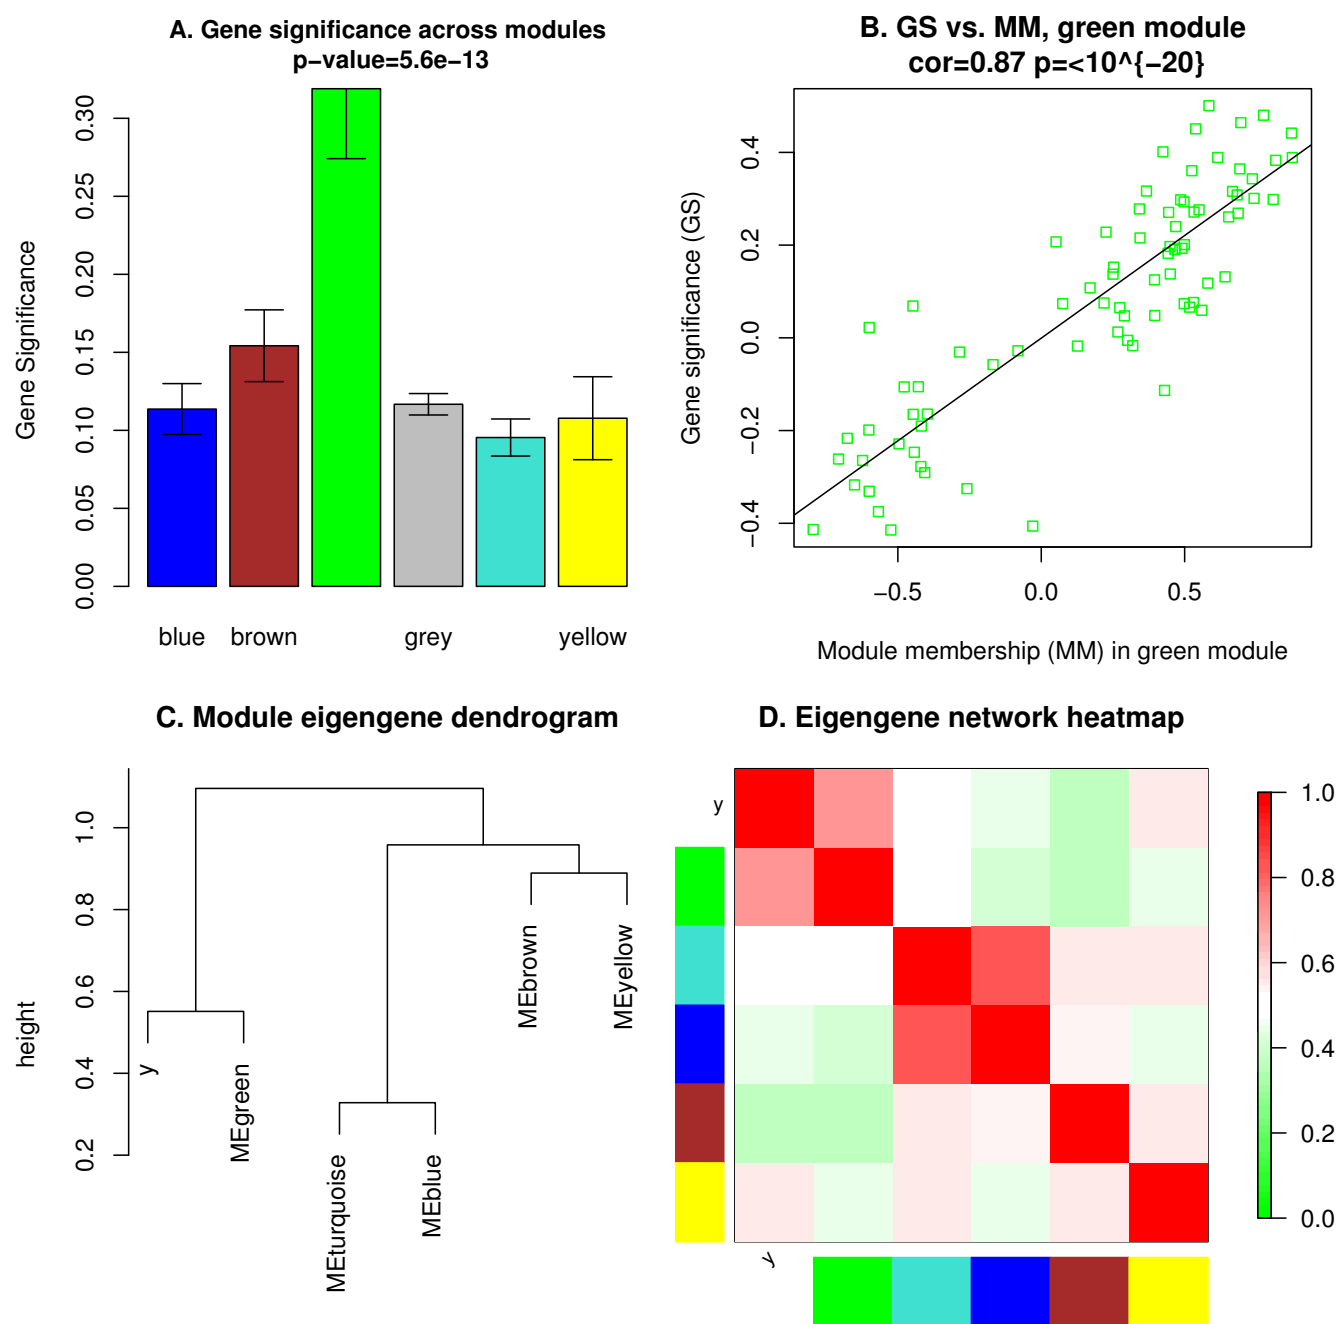 A. Gene significance across modules
p−value=5.6e−13
Gene Significance
0.30
0.25
0.20
0.15
0.10
0.05
0.00
blue brown grey yellow
B. GS vs. MM, green module
cor=0.87 p=<10^{−20}
Gene significance (GS)
0.4
0.2
0.0
−0.2
−0.4
−0.5 0.0 0.5
Module membership (MM) in green module
C. Module eigengene dendrogram
height
1.0
0.8
0.6
0.4
0.2
y
MEgreen
MEturquoise
MEblue
MEbrown
MEyellow
D. Eigengene network heatmap
y
y
1.0
0.8
0.6
0.4
0.2
0.0